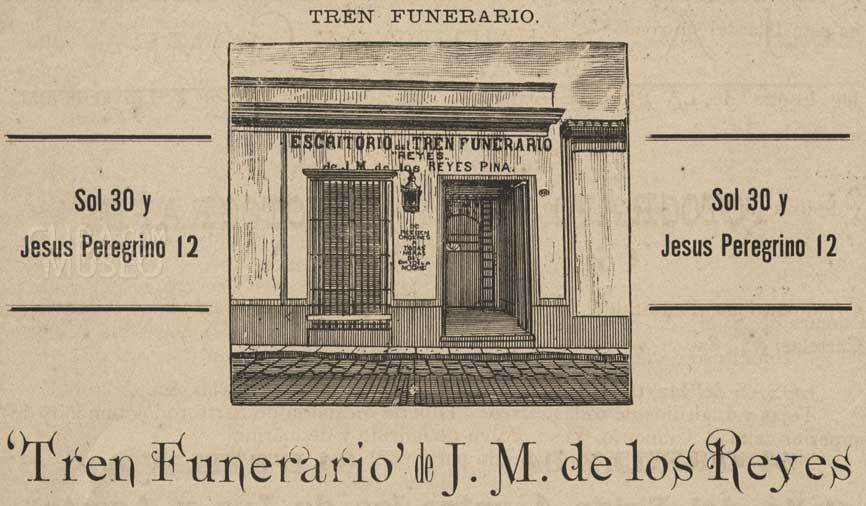 TREN FUNERARIO.
ESCRITORIO del TREN FUNERARIO
"REYES.
de J. M. de los REYES PINA.
SE
RECIBEN
ORDENES
A
TODAS
HORAS
DEL
DIA Y DE LA
NOCHE
Sol 30 y
Jesus Peregrino 12
Sol 30 y
Jesus Peregrino 12
'Tren Funerario' de J. M. de los Reyes